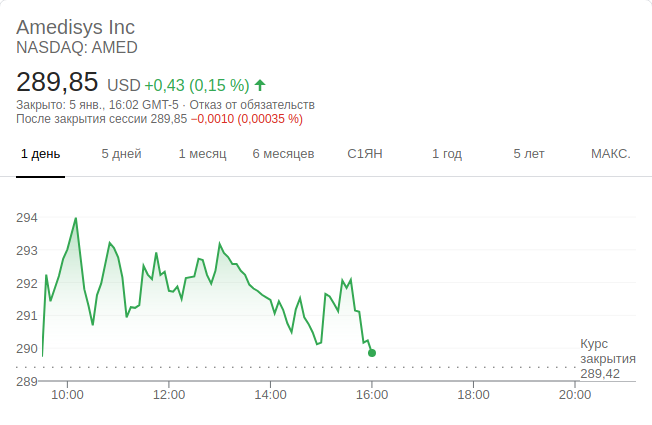 Amedisys Inc
NASDAQ: AMED
289,85 USD +0,43 (0,15 %)
Закрыто: 5 янв., 16:02 GMT-5 · Отказ от обязательств
После закрытия сессии 289,85 −0,0010 (0,00035 %)
1 день 5 дней 1 месяц 6 месяцев С1ЯН 1 год 5 лет МАКС.
294
293
292
291
290
289
Курс
закрытия
289,42
10:00 12:00 14:00 16:00 18:00 20:00